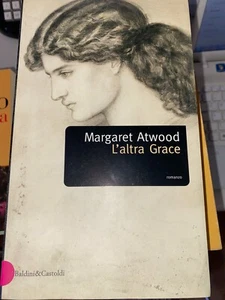 Margaret Atwood
L'altra Grace
romanzo
Baldini&Castoldi